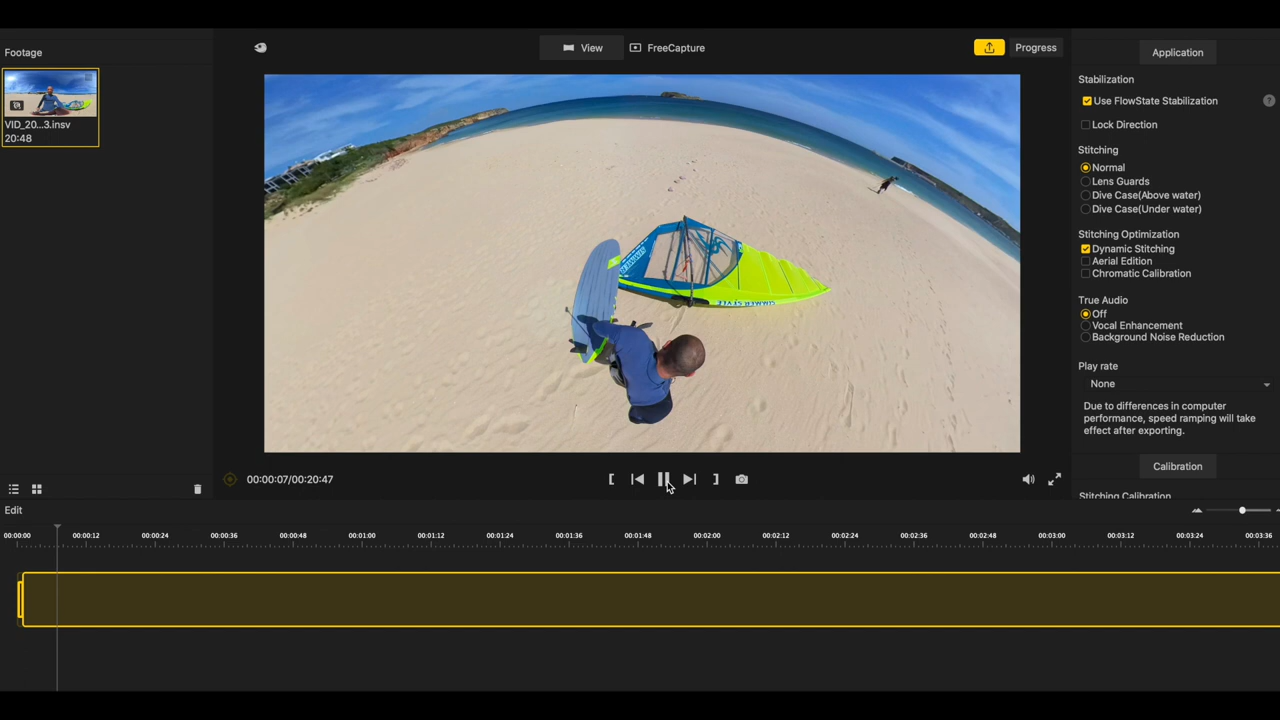 Footage
VID_20...3.insv
20:48
View
FreeCapture
Progress
Application
Stabilization
Use FlowState Stabilization
?
Lock Direction
Stitching
Normal
Lens Guards
Dive Case(Above water)
Dive Case(Under water)
Stitching Optimization
Dynamic Stitching
Aerial Edition
Chromatic Calibration
True Audio
Off
Vocal Enhancement
Background Noise Reduction
Play rate
None
Due to differences in computer
performance, speed ramping will take
effect after exporting.
Calibration
Stitching Calibration
00:00:07/00:20:47
Edit
00:00:00 00:00:12 00:00:24 00:00:36 00:00:48 00:01:00 00:01:12 00:01:24 00:01:36 00:01:48 00:02:00 00:02:12 00:02:24 00:02:36 00:02:48 00:03:00 00:03:12 00:03:24 00:03:36